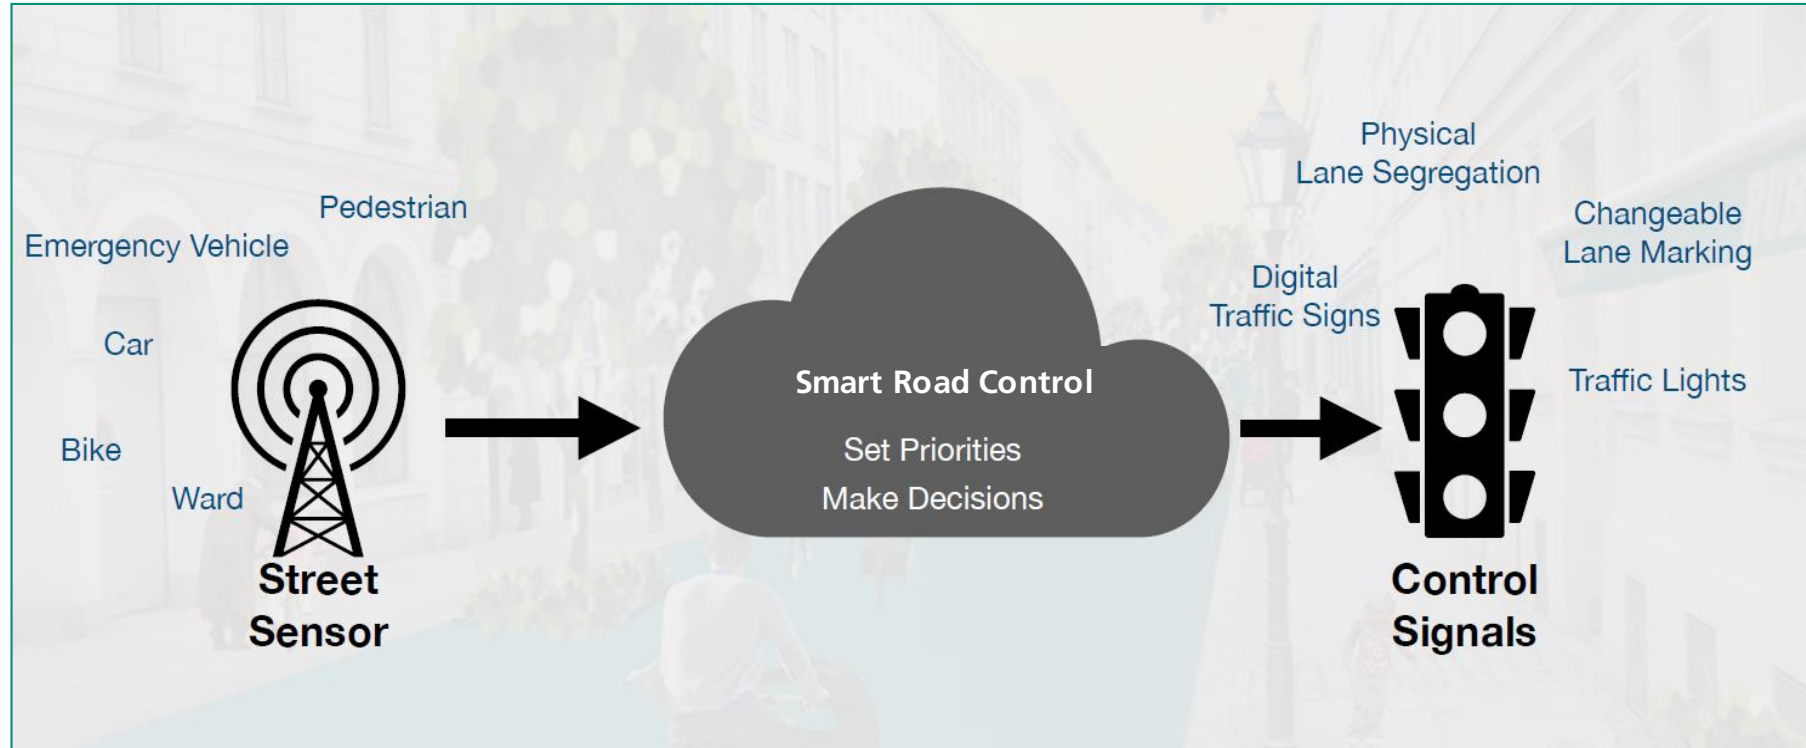 Pedestrian
Emergency Vehicle
Car
Bike
Ward
Street
Sensor
Smart Road Control
Set Priorities
Make Decisions
Physical
Lane Segregation
Changeable
Lane Marking
Digital
Traffic Signs
Traffic Lights
Control
Signals